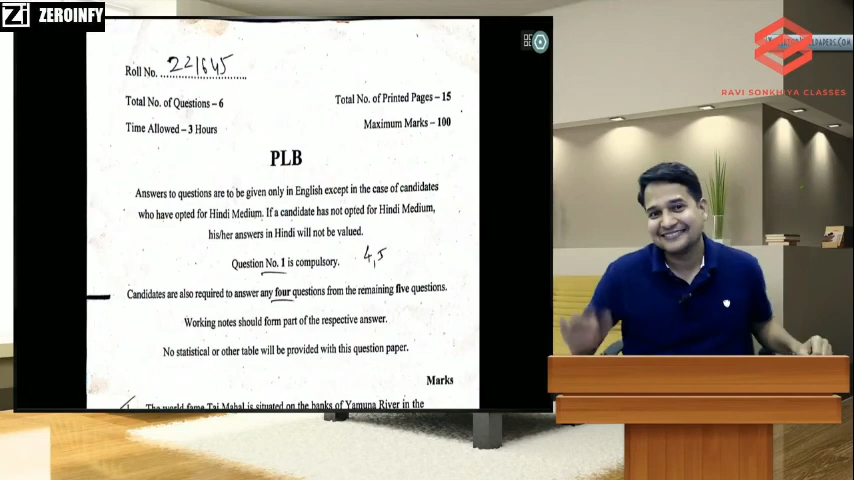 Zi ZEROINFY
RAVI SONKHIYA CLASSES
Roll No. 221645
Total No. of Questions – 6
Total No. of Printed Pages – 15
Time Allowed – 3 Hours
Maximum Marks – 100
PLB
Answers to questions are to be given only in English except in the case of candidates
who have opted for Hindi Medium. If a candidate has not opted for Hindi Medium,
his/her answers in Hindi will not be valued.
Question No. 1 is compulsory.
4,5
Candidates are also required to answer any four questions from the remaining five questions.
Working notes should form part of the respective answer.
No statistical or other table will be provided with this question paper.
Marks
The world fame Taj Mahal is situated on the banks of Yamuna River in the